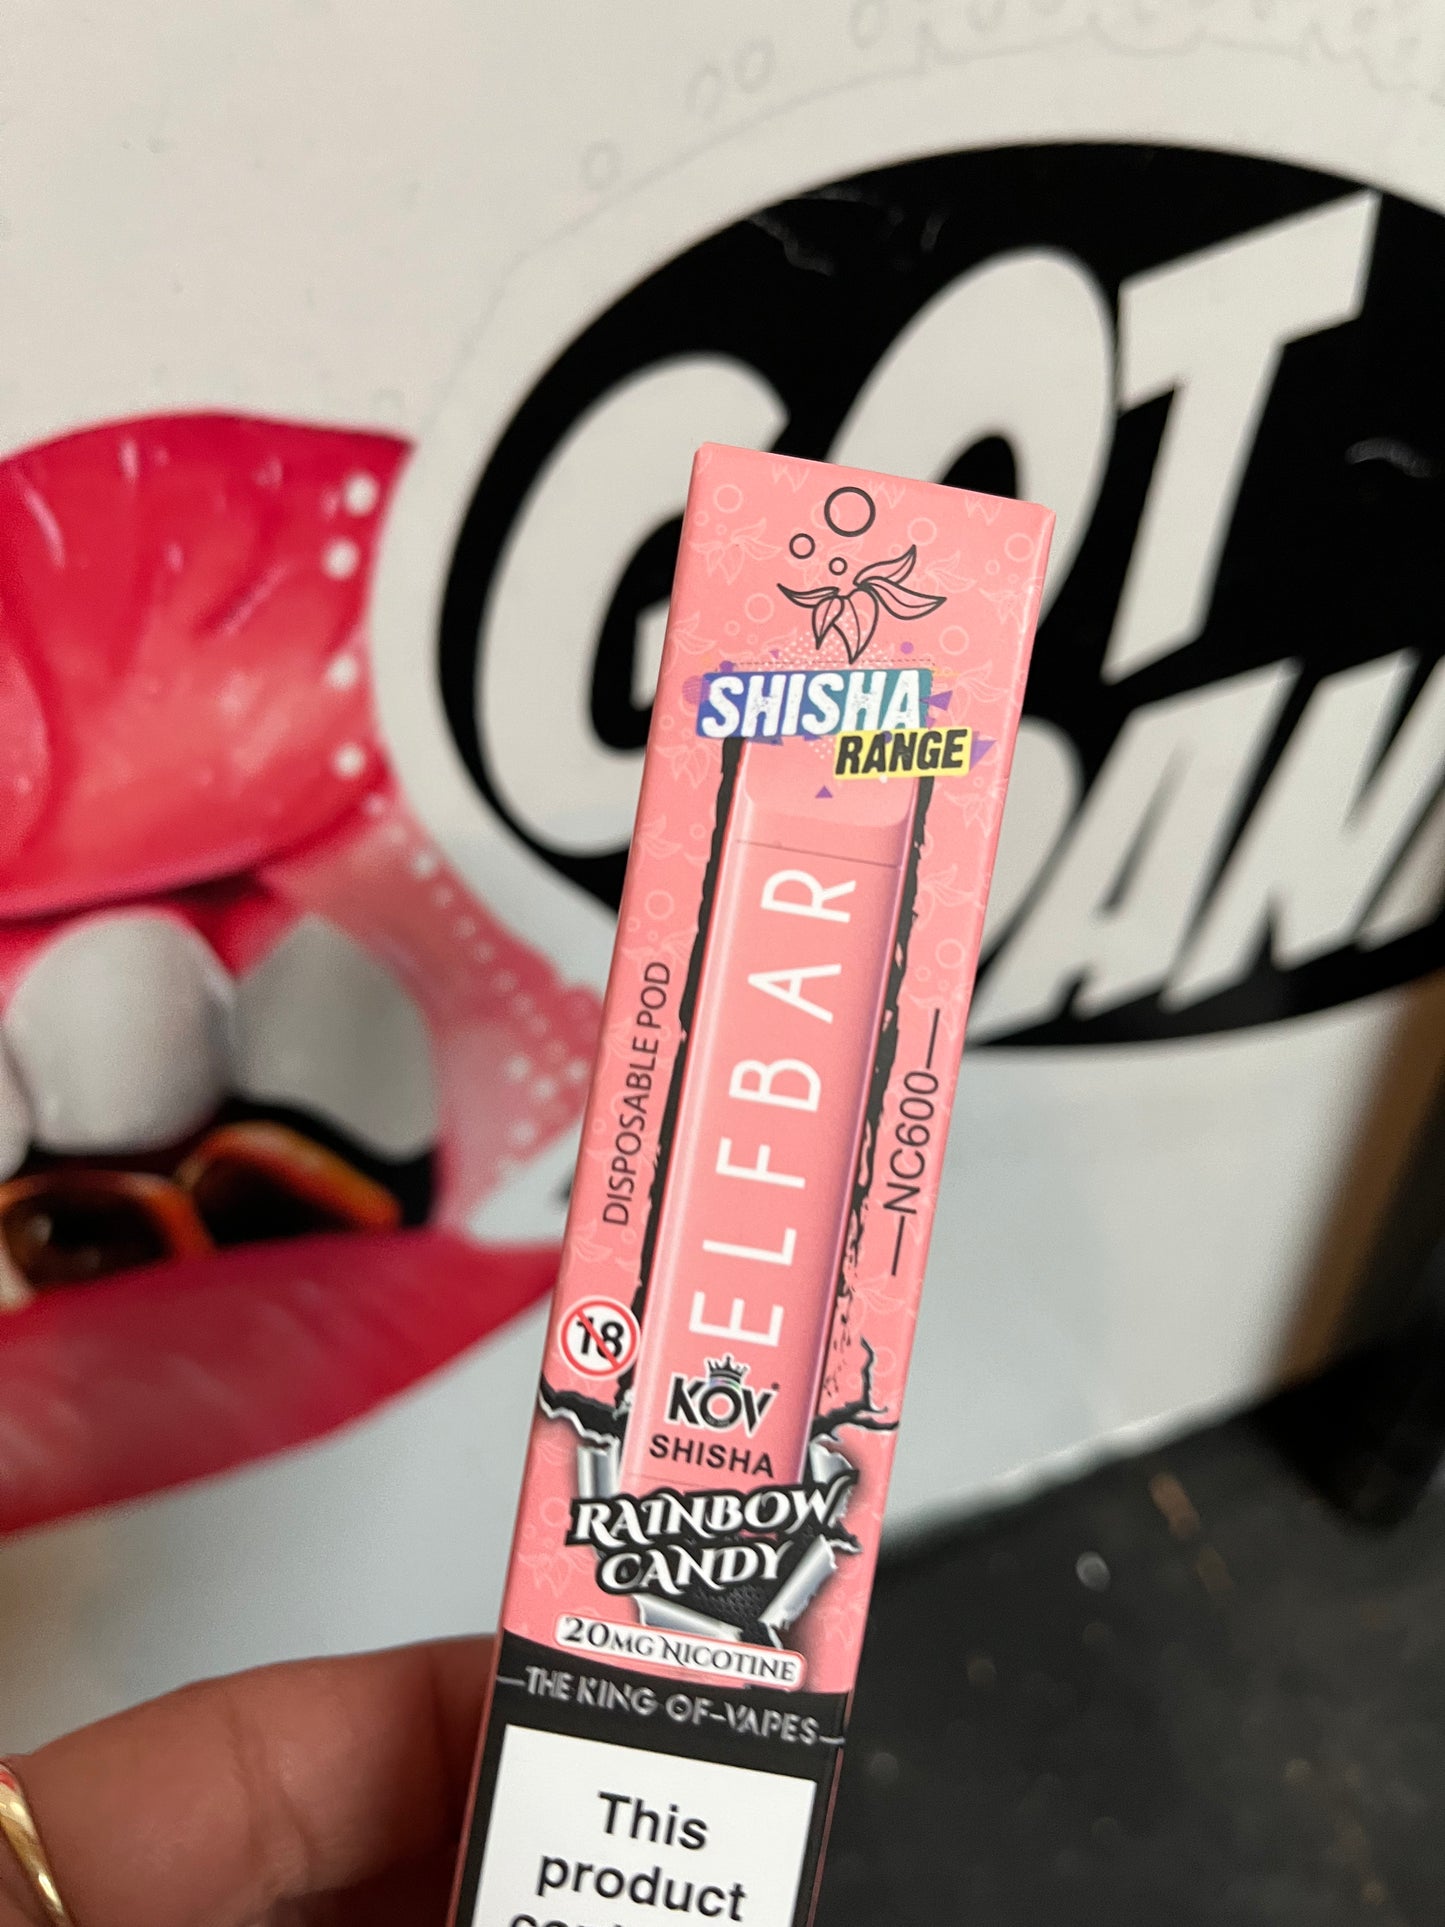 GOT
SHISHA
RANGE
DISPOSABLE POD
ELFBAR
NC600
18
KOV
SHISHA
RAINBOW
CANDY
20MG NICOTINE
THE KING-OF-VAPES
This
product